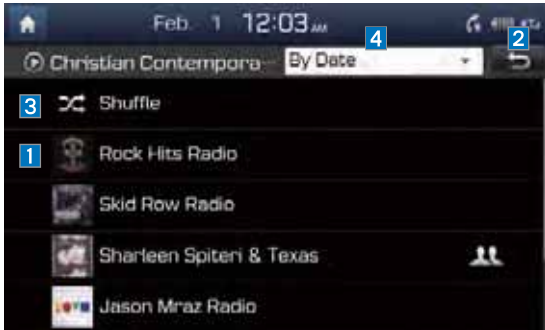 Feb. 1 12:03 AM
4
2
Christian Contempora
By Date
3 Shuffle
1 Rock Hits Radio
Skid Row Radio
Sharleen Spiteri & Texas
Jason Mraz Radio